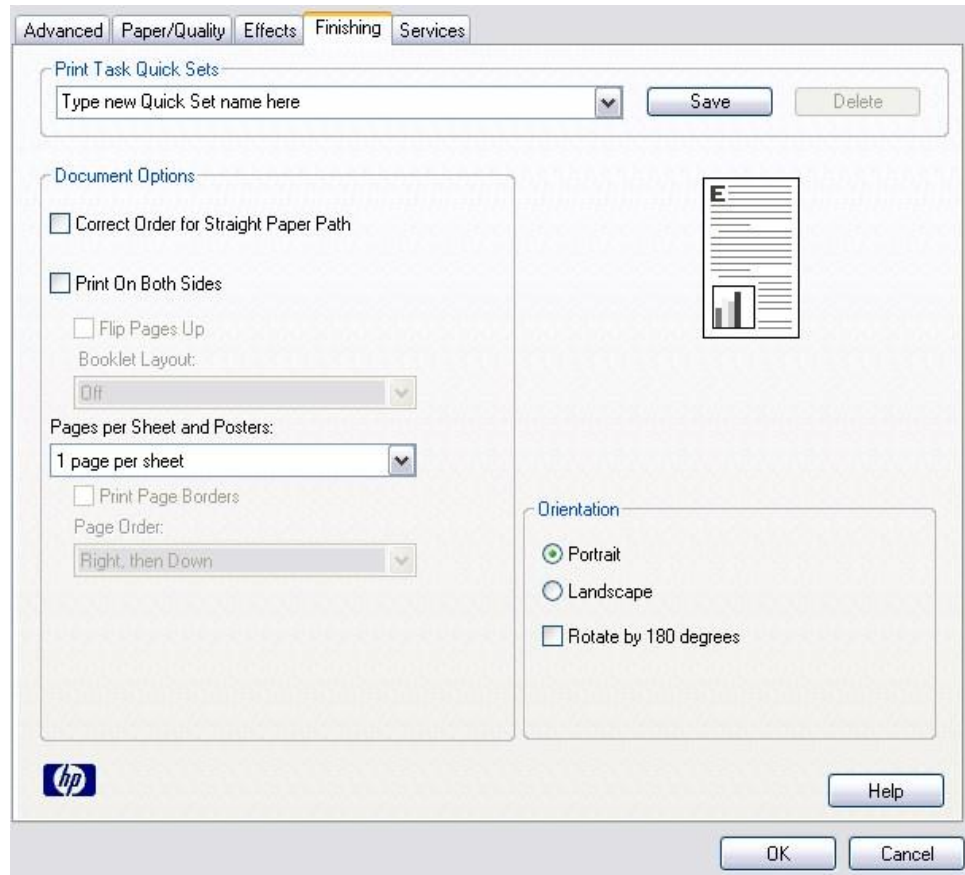 Advanced Paper/Quality Effects Finishing Services
Print Task Quick Sets
Type new Quick Set name here Save Delete
Document Options
Correct Order for Straight Paper Path
Print On Both Sides
Flip Pages Up
Booklet Layout:
Off
Pages per Sheet and Posters:
1 page per sheet
Print Page Borders
Page Order:
Right, then Down
E
Orientation
Portrait
Landscape
Rotate by 180 degrees
hp
Help
OK Cancel